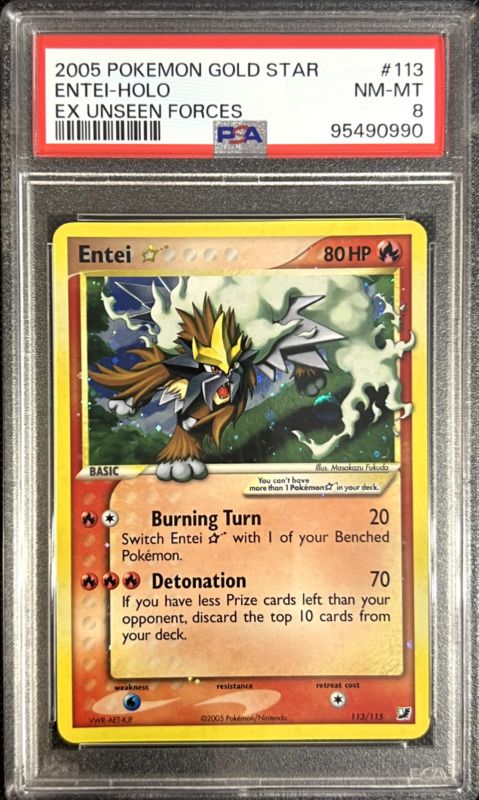 2005 POKEMON GOLD STAR #113
ENTEI-HOLO NM-MT
EX UNSEEN FORCES 8
PSA 95490990
Entei ☆ 80 HP
BASIC
Illus. Masakazu Fukuda
You can't have
more than 1 Pokémon☆ in your deck.
Burning Turn 20
Switch Entei ☆ with 1 of your Benched
Pokémon.
Detonation 70
If you have less Prize cards left than your
opponent, discard the top 10 cards from
your deck.
weakness resistance retreat cost
VWR-AET-KJF ©2005 Pokémon/Nintendo 113/115